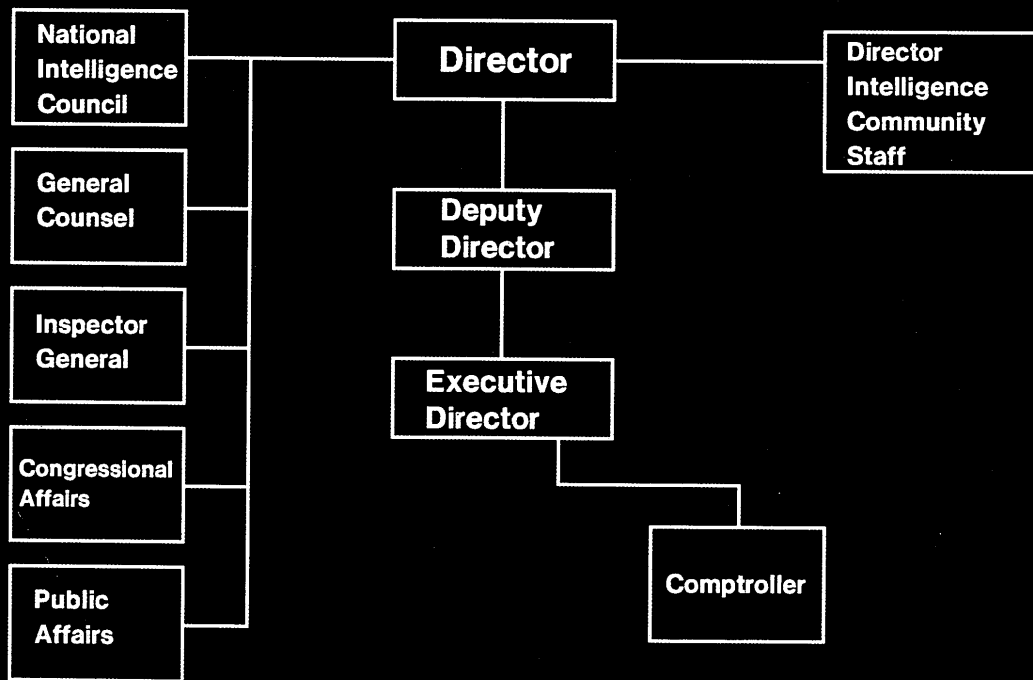 National
Intelligence
Council
General
Counsel
Inspector
General
Congressional
Affairs
Public
Affairs
Director
Deputy
Director
Executive
Director
Comptroller
Director
Intelligence
Community
Staff